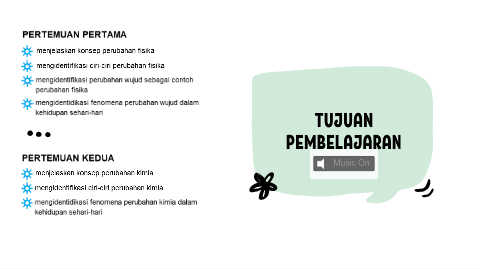 PERTEMUAN PERTAMA
menjelaskan konsep perubahan fisika
mengidentifikasi ciri-ciri perubahan fisika
mengidentifikasi perubahan wujud sebagai contoh
perubahan fisika
mengidentidikasi fenomena perubahan wujud dalam
kehidupan sehari-hari
PERTEMUAN KEDUA
menjelaskan konsep perubahan kimia
mengidentifikasi ciri-ciri perubahan kimia
mengidentidikasi fenomena perubahan kimia dalam
kehidupan sehari-hari
TUJUAN
PEMBELAJARAN
Music On